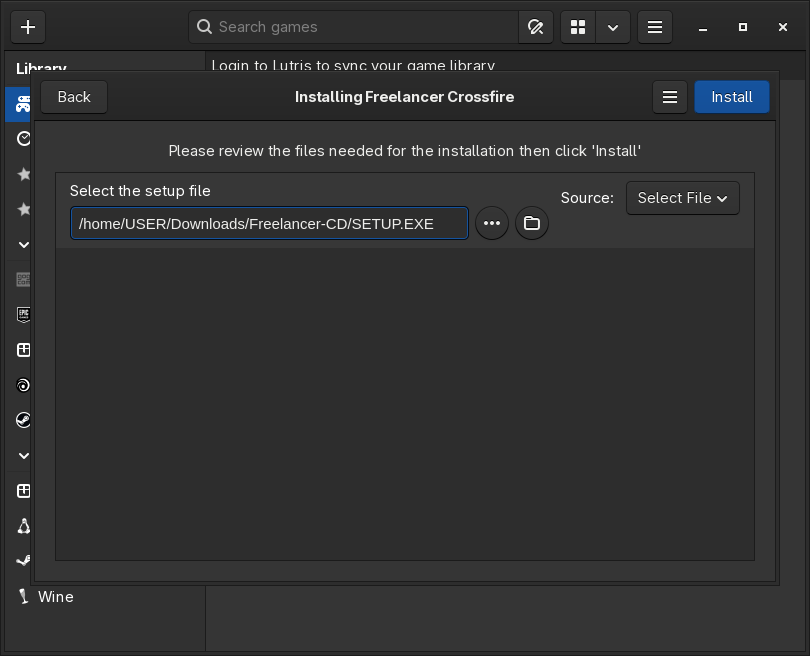 Search games
Library
Login to Lutris to sync your game library
Back
Installing Freelancer Crossfire
Install
Please review the files needed for the installation then click 'Install'
Select the setup file
Source:
Select File
/home/USER/Downloads/Freelancer-CD/SETUP.EXE
EPIC
Wine